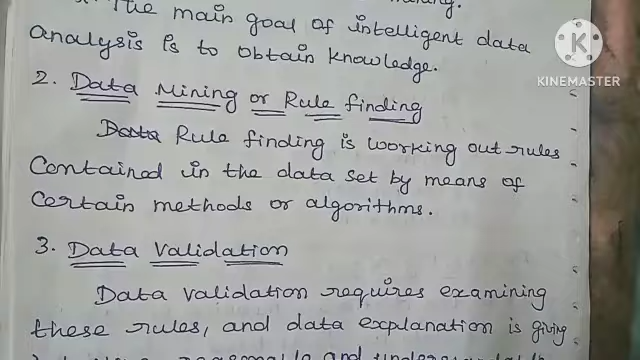 The main goal of intelligent data
analysis is to obtain knowledge.
2. Data Mining or Rule finding
Data Rule finding is working out rules
Contained in the data set by means of
Certain methods or algorithms.
3. Data Validation
Data validation requires examining
these rules, and data explanation is giving
and
KINEMASTER